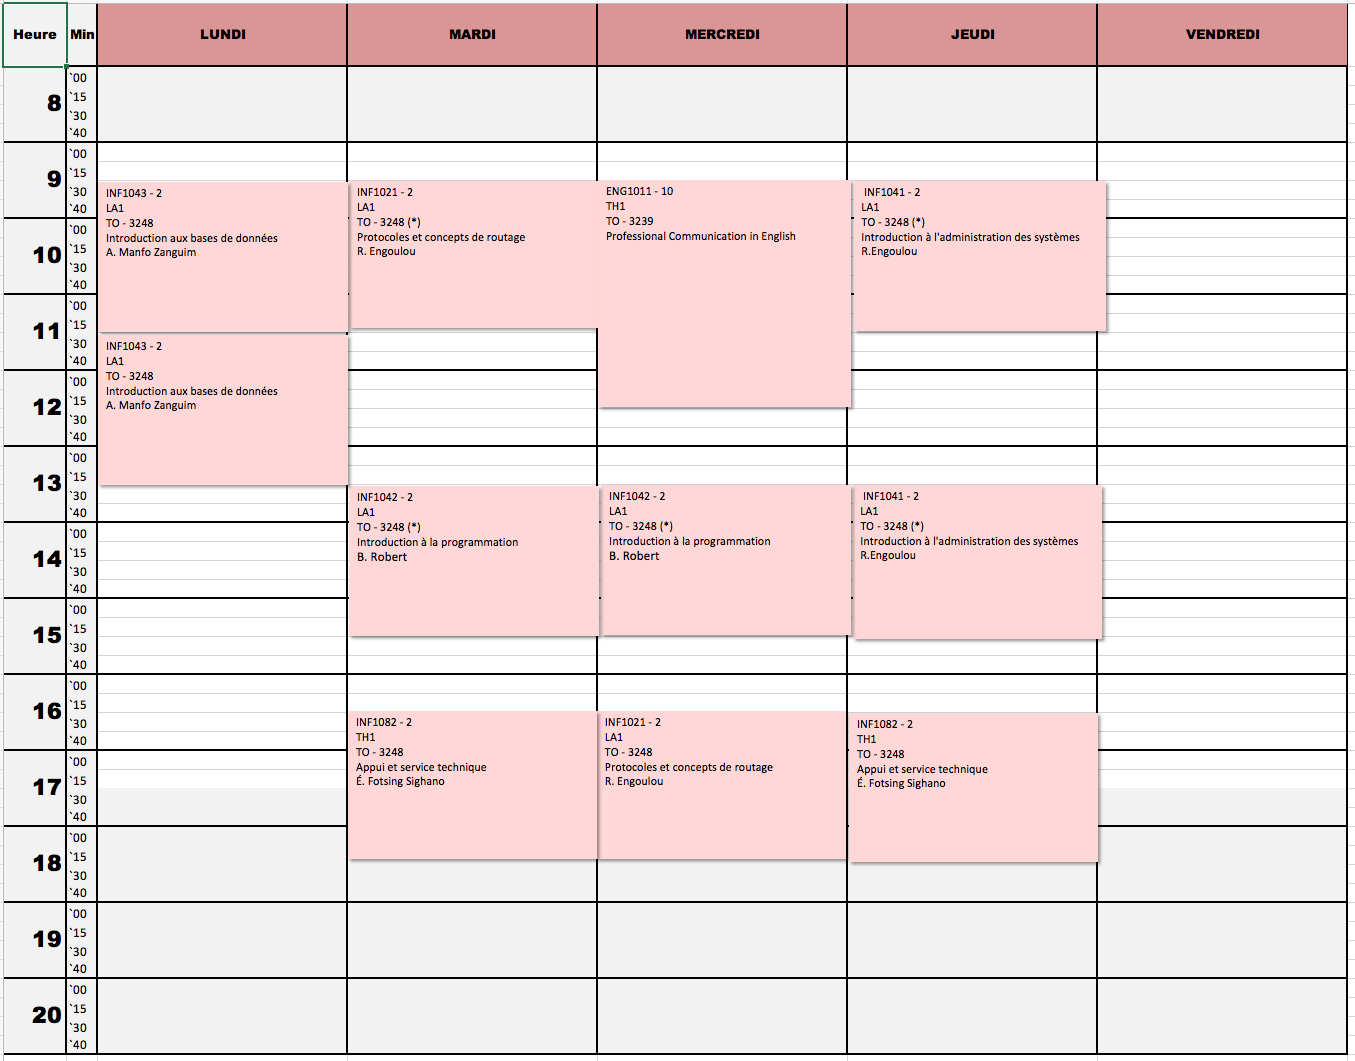 Heure Min LUNDI MARDI MERCREDI JEUDI VENDREDI
8
`00
`15
`30
`40
9
`00
`15
`30
`40
INF1043 - 2
LA1
TO - 3248
Introduction aux bases de données
A. Manfo Zanguim
INF1021 - 2
LA1
TO - 3248 (*)
Protocoles et concepts de routage
R. Engoulou
ENG1011 - 10
TH1
TO - 3239
Professional Communication in English
INF1041 - 2
LA1
TO - 3248 (*)
Introduction à l'administration des systèmes
R.Engoulou
10
`00
`15
`30
`40
11
`00
`15
`30
`40
INF1043 - 2
LA1
TO - 3248
Introduction aux bases de données
A. Manfo Zanguim
12
`00
`15
`30
`40
13
`00
`15
`30
`40
INF1042 - 2
LA1
TO - 3248 (*)
Introduction à la programmation
B. Robert
INF1042 - 2
LA1
TO - 3248 (*)
Introduction à la programmation
B. Robert
INF1041 - 2
LA1
TO - 3248 (*)
Introduction à l'administration des systèmes
R.Engoulou
14
`00
`15
`30
`40
15
`00
`15
`30
`40
16
`00
`15
`30
`40
INF1082 - 2
TH1
TO - 3248
Appui et service technique
É. Fotsing Sighano
INF1021 - 2
LA1
TO - 3248
Protocoles et concepts de routage
R. Engoulou
INF1082 - 2
TH1
TO - 3248
Appui et service technique
É. Fotsing Sighano
17
`00
`15
`30
`40
18
`00
`15
`30
`40
19
`00
`15
`30
`40
20
`00
`15
`30
`40